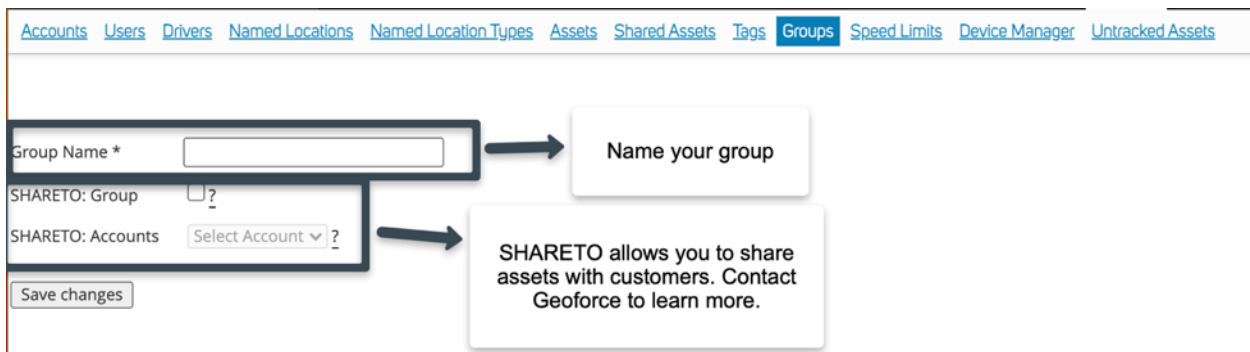 Accounts Users Drivers Named Locations Named Location Types Assets Shared Assets Tags Groups Speed Limits Device Manager Untracked Assets
Group Name *
Name your group
SHARETO: Group ?
SHARETO: Accounts Select Account ?
SHARETO allows you to share
assets with customers. Contact
Geoforce to learn more.
Save changes